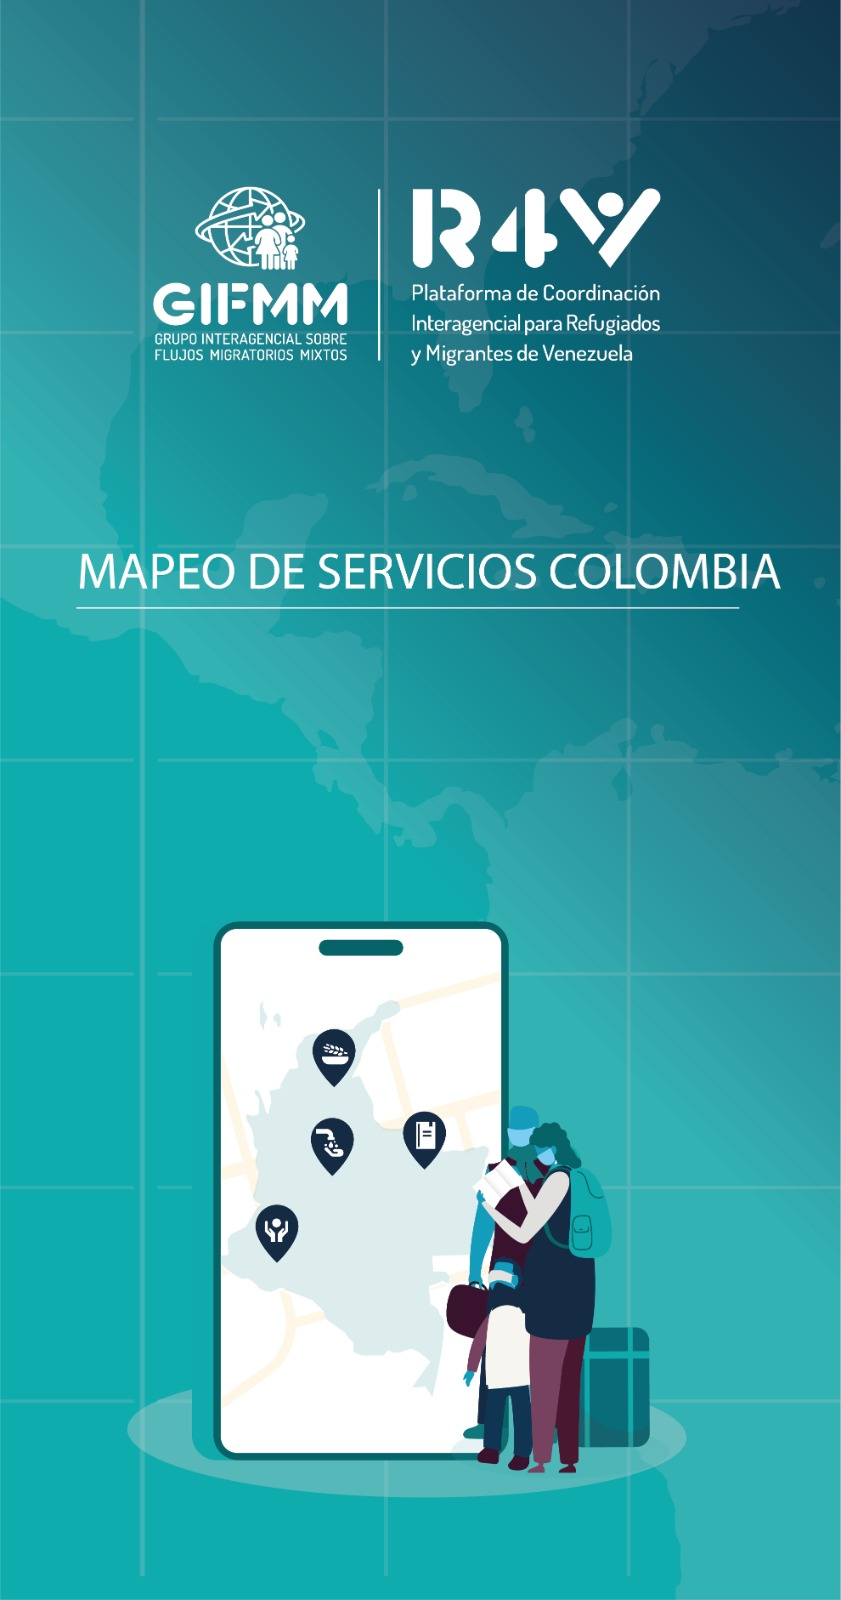 GIFMM
GRUPO INTERAGENCIAL SOBRE
FLUJOS MIGRATORIOS MIXTOS
R4V
Plataforma de Coordinación
Interagencial para Refugiados
y Migrantes de Venezuela
MAPEO DE SERVICIOS COLOMBIA